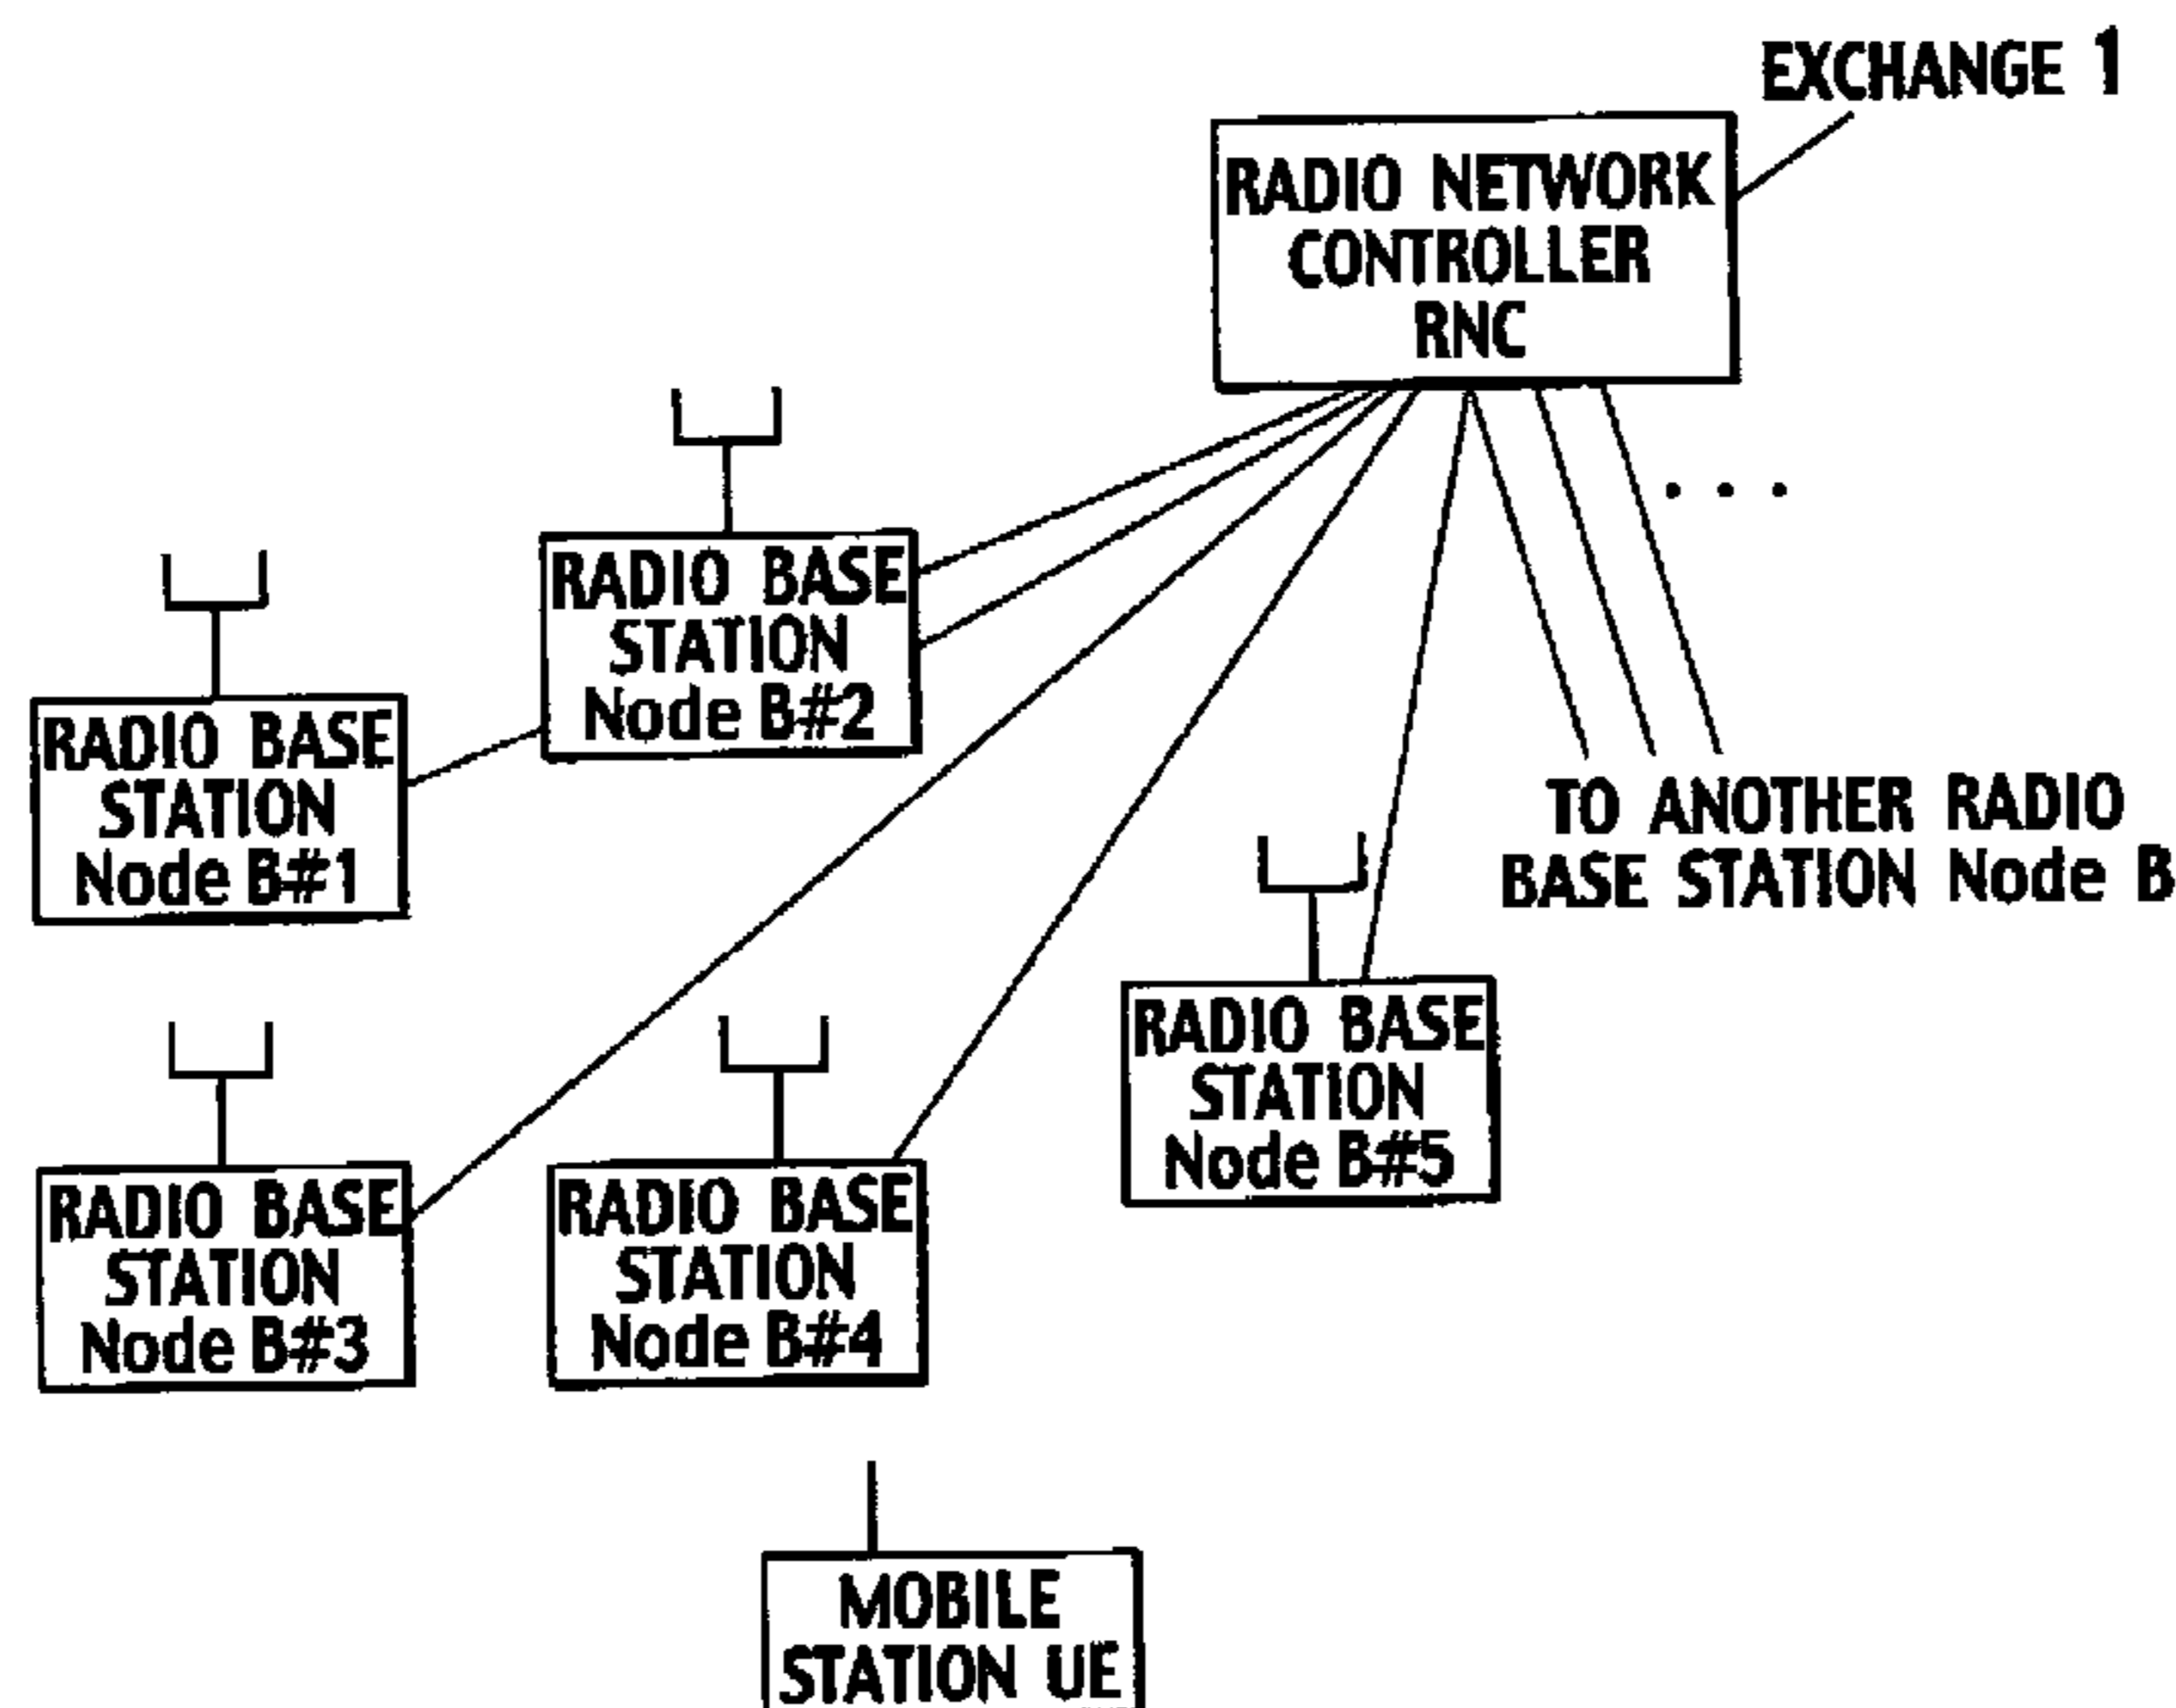 EXCHANGE 1
RADIO NETWORK
CONTROLLER
RNC
RADIO BASE
STATION
Node B#2
RADIO BASE
STATION
Node B#1
TO ANOTHER RADIO
BASE STATION Node B
RADIO BASE
STATION
Node B#5
RADIO BASE
STATION
Node B#3
RADIO BASE
STATION
Node B#4
MOBILE
STATION UE